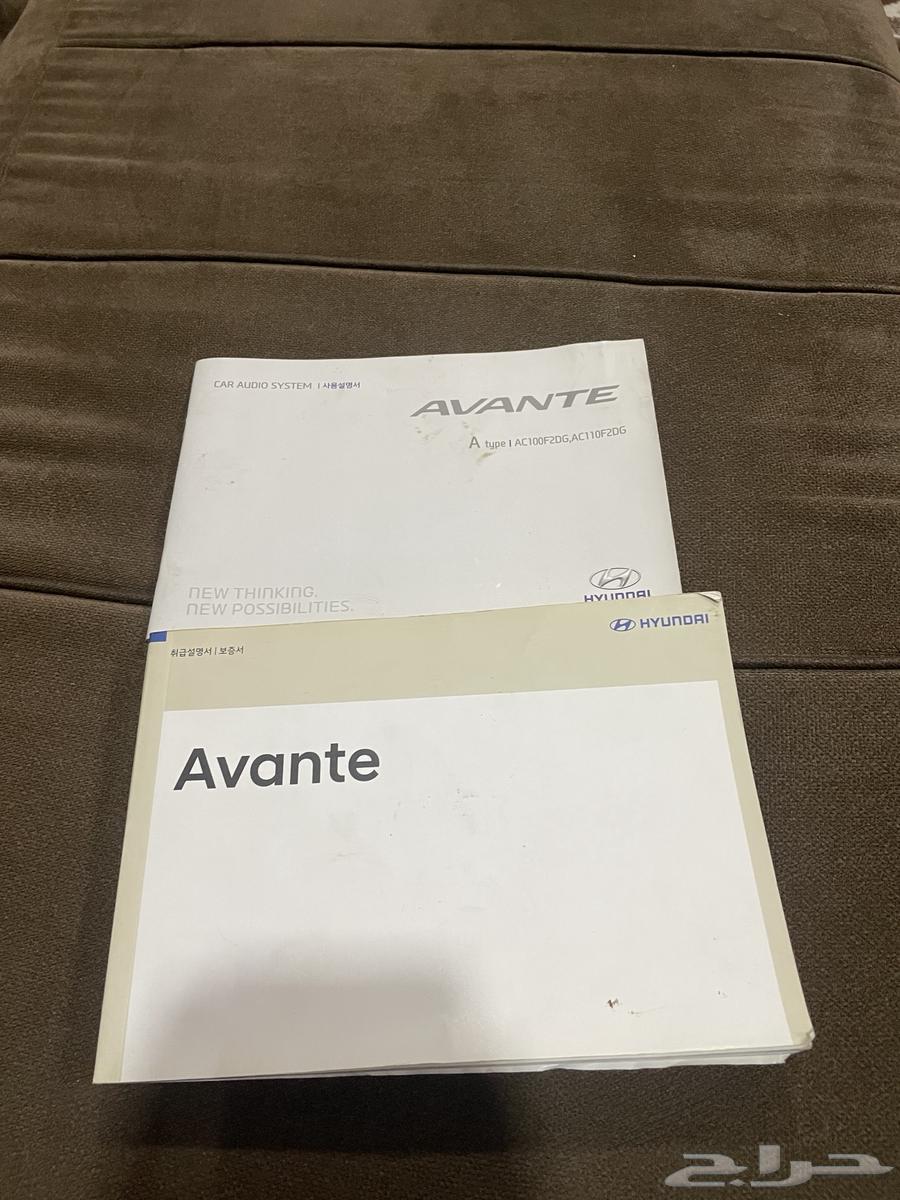 CAR AUDIO SYSTEM | 사용설명서
AVANTE
A type | AC100F2DG,AC110F2DG
NEW THINKING.
NEW POSSIBILITIES.
HYUNDAI
HYUNDAI
취급설명서 | 보증서
Avante
حراج